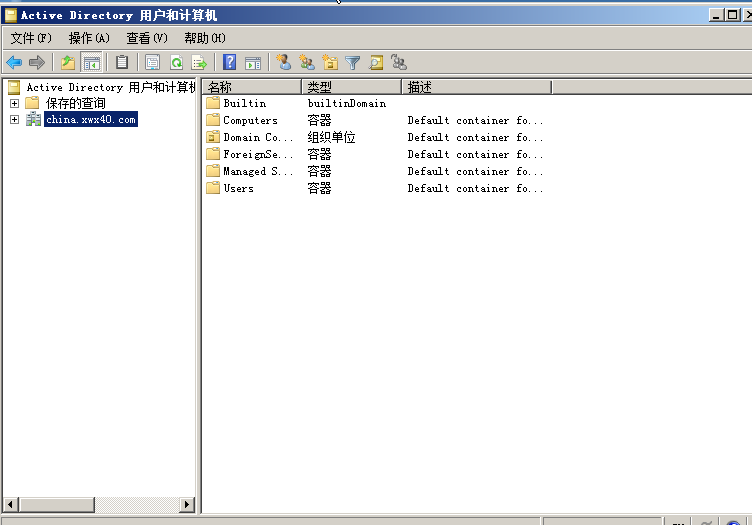 Active Directory 用户和计算机
文件(F) 操作(A) 查看(V) 帮助(H)
Active Directory 用户和计算机
保存的查询
china.xwx40.com
名称 类型 描述
Builtin builtinDomain
Computers 容器 Default container fo...
Domain Co... 组织单位 Default container fo...
ForeignSe... 容器 Default container fo...
Managed S... 容器 Default container fo...
Users 容器 Default container fo...